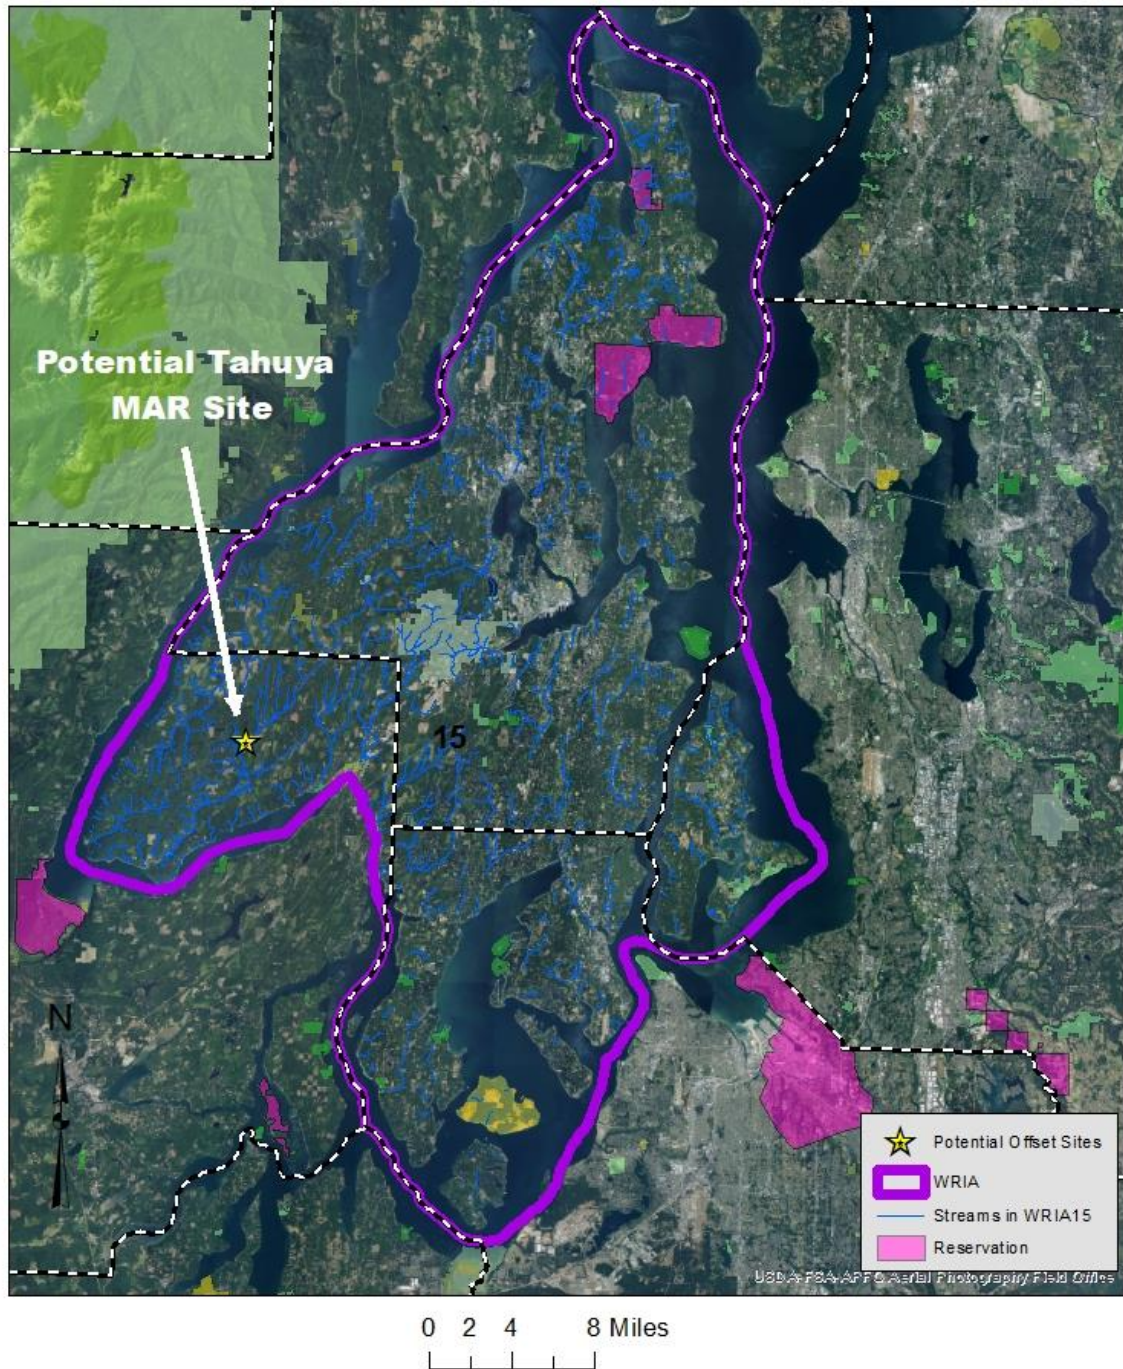 Potential Tahuya
MAR Site
15
N
Potential Offset Sites
WRIA
Streams in WRIA15
Reservation
USDA-FSA-APFO Aerial Photography Field Office
0 2 4 8 Miles